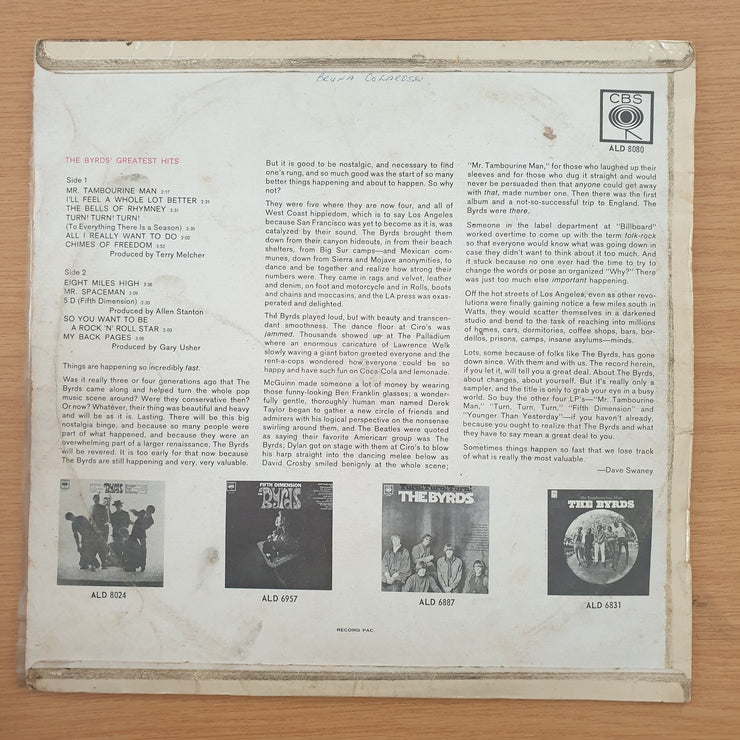 BRUNA COLAROSSI
CBS
ALD 8080
THE BYRDS' GREATEST HITS
Side 1
MR. TAMBOURINE MAN 2:17
I'LL FEEL A WHOLE LOT BETTER 2:31
THE BELLS OF RHYMNEY 3:31
TURN! TURN! TURN!
(To Everything There is a Season) 3:35
ALL I REALLY WANT TO DO 2:03
CHIMES OF FREEDOM 3:52
Produced by Terry Melcher
Side 2
EIGHT MILES HIGH 3:36
MR. SPACEMAN 2:10
5 D (Fifth Dimension) 2:33
Produced by Allen Stanton
SO YOU WANT TO BE
A ROCK 'N' ROLL STAR 2:03
MY BACK PAGES 3:06
Produced by Gary Usher
Things are happening so incredibly fast.
Was it really three or four generations ago that The
Byrds came along and helped turn the whole pop
music scene around? Were they conservative then?
Or now? Whatever, their thing was beautiful and heavy
and will be as it is. Lasting. There will be this big
nostalgia binge, and because so many people were
part of what happened, and because they were an
overwhelming part of a larger renaissance, The Byrds
will be revered. It is too early for that now because
The Byrds are still happening and very, very valuable.
But it is good to be nostalgic, and necessary to find
one's rung, and so much good was the start of so many
better things happening and about to happen. So why
not?
They were five where they are now four, and all of
West Coast hippiedom, which is to say Los Angeles
because San Francisco was yet to become as it is, was
catalyzed by their sound. The Byrds brought them
down from their canyon hideouts, in from their beach
shelters, from Big Sur camps—and Mexican com-
munes, down from Sierra and Mojave anonymities, to
dance and be together and realize how strong their
numbers were. They came in rags and velvet, leather
and denim, on foot and motorcycle and in Rolls, boots
and chains and moccasins, and the LA press was exas-
perated and delighted.
The Byrds played loud, but with beauty and transcen-
dant smoothness. The dance floor at Ciro's was
jammed. Thousands showed up at The Palladium
where an enormous caricature of Lawrence Welk
slowly waving a giant baton greeted everyone and the
rent-a-cops wondered how everyone could be so
happy and have such fun on Coca-Cola and lemonade.
McGuinn made someone a lot of money by wearing
those funny-looking Ben Franklin glasses; a wonder-
fully gentle, thoroughly human man named Derek
Taylor began to gather a new circle of friends and
admirers with his logical perspective on the nonsense
swirling around them, and The Beatles were quoted
as saying their favorite American group was The
Byrds; Dylan got on stage with them at Ciro's to blow
his harp straight into the dancing melee below as
David Crosby smiled benignly at the whole scene;
"Mr. Tambourine Man," for those who laughed up their
sleeves and for those who dug it straight and would
never be persuaded then that anyone could get away
with that, made number one. Then there was the first
album and a not-so-successful trip to England. The
Byrds were there.
Someone in the label department at "Billboard"
worked overtime to come up with the term folk-rock
so that everyone would know what was going down in
case they didn't want to think about it too much. And
it stuck because no one ever had the time to try to
change the words or pose an organized "Why?" There
was just too much else important happening.
Off the hot streets of Los Angeles, even as other revo-
lutions were finally gaining notice a few miles south in
Watts, they would scatter themselves in a darkened
studio and bend to the task of reaching into millions
of homes, cars, dormitories, coffee shops, bars, bor-
dellos, prisons, camps, insane asylums—minds.
Lots, some because of folks like The Byrds, has gone
down since. With them and with us. The record herein,
if you let it, will tell you a great deal. About The Byrds,
about changes, about yourself. But it's really only a
sampler, and the title is only to grab your eye in a busy
world. So buy the other four LP's—"Mr. Tambourine
Man," "Turn, Turn, Turn," "Fifth Dimension" and
"Younger Than Yesterday"—if you haven't already,
because you ought to realize that The Byrds and what
they have to say mean a great deal to you.
Sometimes things happen so fast that we lose track
of what is really the most valuable.
—Dave Swaney
BYRDS
FIFTH DIMENSION
BYRDS
Turn! Turn! Turn!
THE BYRDS
Mr. Tambourine Man
THE BYRDS
ALD 8024
ALD 6957
ALD 6887
ALD 6831
RECORD PAC